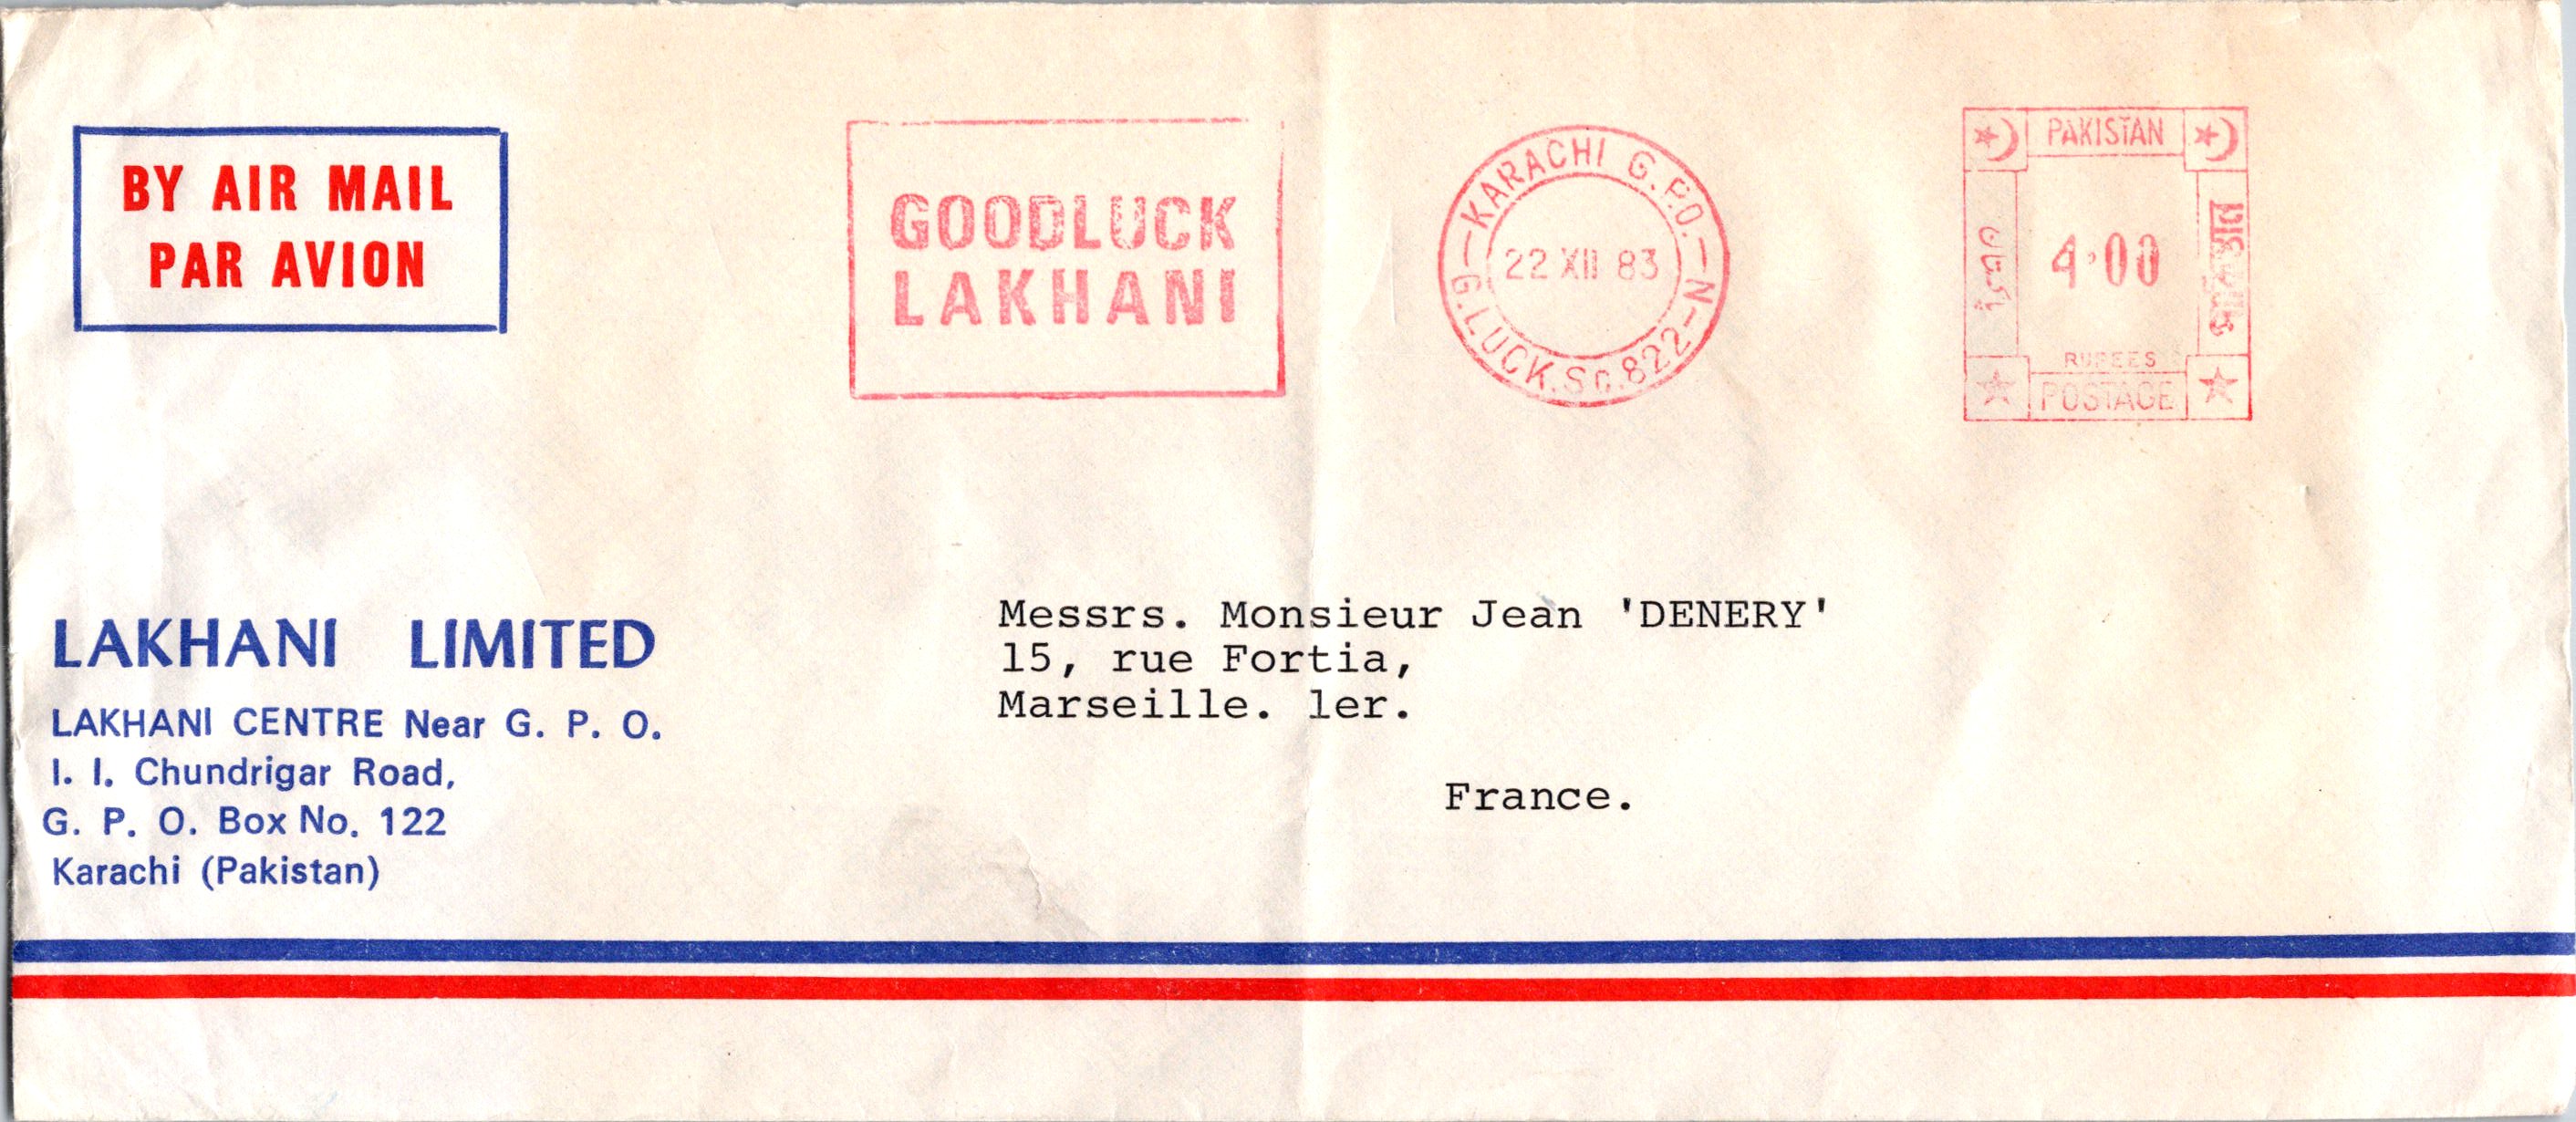 BY AIR MAIL
PAR AVION
GOODLUCK
LAKHANI
KARACHI G.P.O.
22 XII 83
G.LUCK.Sc.822-N
PAKISTAN
پاکستان
4·00
পাকিস্তান
RUPEES
POSTAGE
LAKHANI LIMITED
LAKHANI CENTRE Near G. P. O.
I. I. Chundrigar Road,
G. P. O. Box No. 122
Karachi (Pakistan)
Messrs. Monsieur Jean 'DENERY'
15, rue Fortia,
Marseille. 1er.
France.